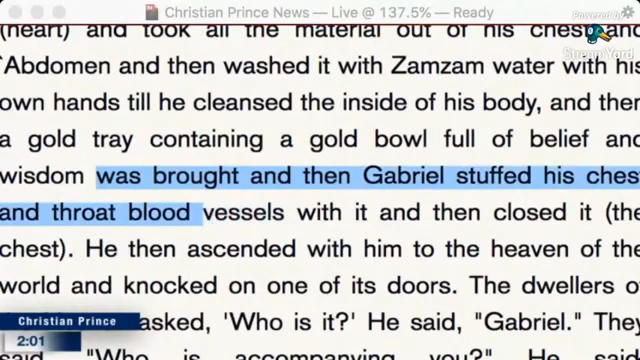 Christian Prince News — Live @ 137.5% — Ready
Powered by
StreamYard
(heart) and took all the material out of his chest and
`Abdomen and then washed it with Zamzam water with his
own hands till he cleansed the inside of his body, and then
a gold tray containing a gold bowl full of belief and
wisdom was brought and then Gabriel stuffed his chest
and throat blood vessels with it and then closed it (the
chest). He then ascended with him to the heaven of the
world and knocked on one of its doors. The dwellers of
asked, 'Who is it?' He said, "Gabriel." They
said, "Who is accompanying you?" He said
Christian Prince
2:01